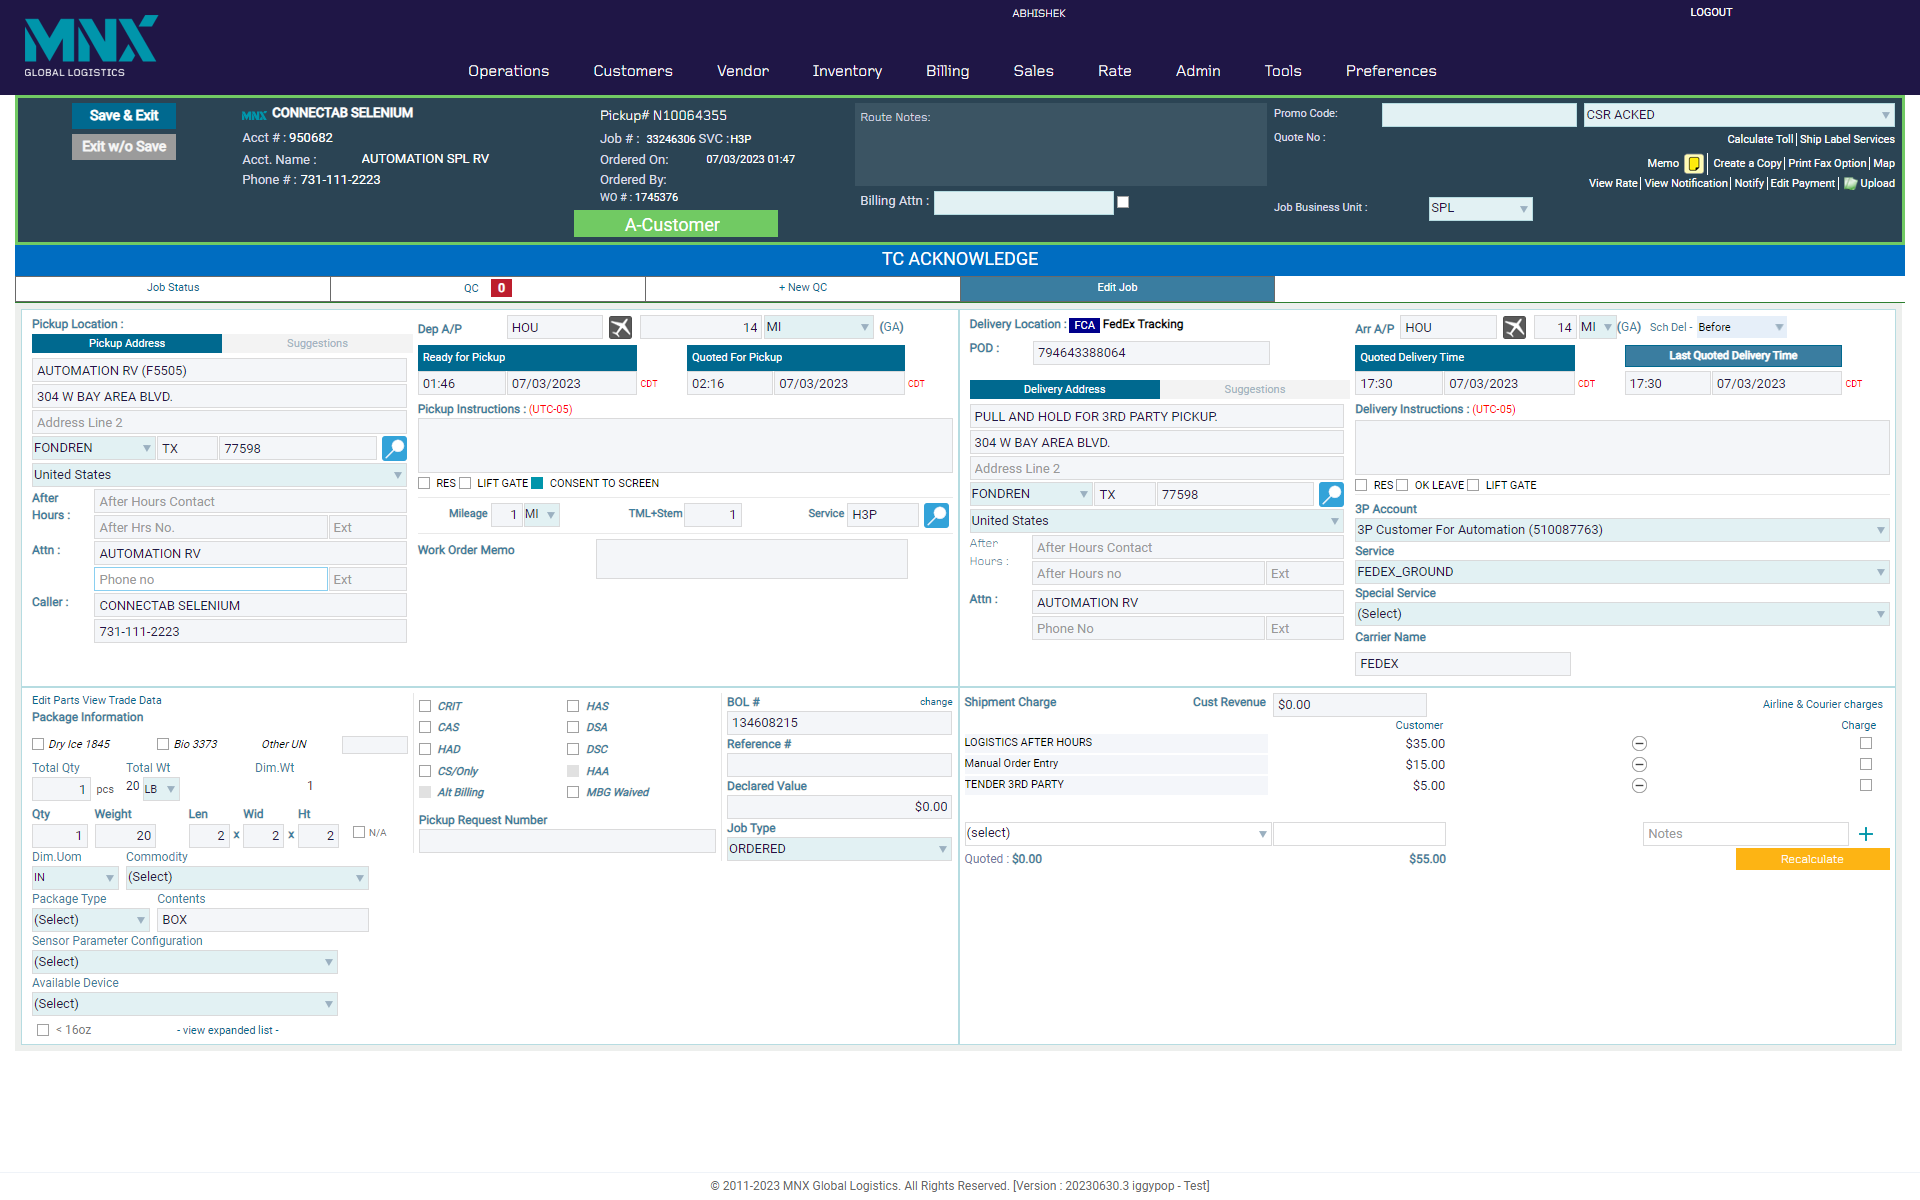 ABHISHEK
LOGOUT
MNX
GLOBAL LOGISTICS
Operations Customers Vendor Inventory Billing Sales Rate Admin Tools Preferences
Save & Exit
Exit w/o Save
MNX CONNECTAB SELENIUM
Acct # : 950682
Acct. Name : AUTOMATION SPL RV
Phone # : 731-111-2223
Pickup# N10064355
Job # : 33246306 SVC :H3P
Ordered On: 07/03/2023 01:47
Ordered By:
WO # : 1745376
A-Customer
Route Notes:
Billing Attn :
Promo Code:
CSR ACKED
Quote No :
Calculate Toll| Ship Label Services
Memo | Create a Copy| Print Fax Option| Map
View Rate| View Notification| Notify| Edit Payment| Upload
Job Business Unit : SPL
TC ACKNOWLEDGE
Job Status
QC 0
+ New QC
Edit Job
Pickup Location :
Pickup Address Suggestions
AUTOMATION RV (F5505)
304 W BAY AREA BLVD.
Address Line 2
FONDREN TX 77598
United States
After Hours : After Hours Contact
After Hrs No. Ext
Attn : AUTOMATION RV
Phone no Ext
Caller : CONNECTAB SELENIUM
731-111-2223
Dep A/P HOU 14 MI (GA)
Ready for Pickup Quoted For Pickup
01:46 07/03/2023 CDT 02:16 07/03/2023 CDT
Pickup Instructions : (UTC-05)
RES LIFT GATE CONSENT TO SCREEN
Mileage 1 MI TML+Stem 1 Service H3P
Work Order Memo
Delivery Location : FCA FedEx Tracking
POD : 794643388064
Delivery Address Suggestions
PULL AND HOLD FOR 3RD PARTY PICKUP.
304 W BAY AREA BLVD.
Address Line 2
FONDREN TX 77598
United States
After Hours : After Hours Contact
After Hours no Ext
Attn : AUTOMATION RV
Phone No Ext
Arr A/P HOU 14 MI (GA) Sch Del - Before
Quoted Delivery Time Last Quoted Delivery Time
17:30 07/03/2023 CDT 17:30 07/03/2023 CDT
Delivery Instructions : (UTC-05)
RES OK LEAVE LIFT GATE
3P Account
3P Customer For Automation (510087763)
Service
FEDEX_GROUND
Special Service
(Select)
Carrier Name
FEDEX
Edit Parts View Trade Data
Package Information
Dry Ice 1845 Bio 3373 Other UN
Total Qty Total Wt Dim.Wt
1 pcs 20 LB 1
Qty Weight Len Wid Ht
1 20 2 x 2 x 2 N/A
Dim.Uom Commodity
IN (Select)
Package Type Contents
(Select) BOX
Sensor Parameter Configuration
(Select)
Available Device
(Select)
< 16oz - view expanded list -
CRIT HAS
CAS DSA
HAD DSC
CS/Only HAA
Alt Billing MBG Waived
Pickup Request Number
BOL # change
134608215
Reference #
Declared Value
$0.00
Job Type
ORDERED
Shipment Charge Cust Revenue $0.00 Airline & Courier charges
Customer Charge
LOGISTICS AFTER HOURS $35.00
Manual Order Entry $15.00
TENDER 3RD PARTY $5.00
(select) Notes +
Quoted : $0.00 $55.00 Recalculate
© 2011-2023 MNX Global Logistics. All Rights Reserved. [Version : 20230630.3 iggypop - Test]